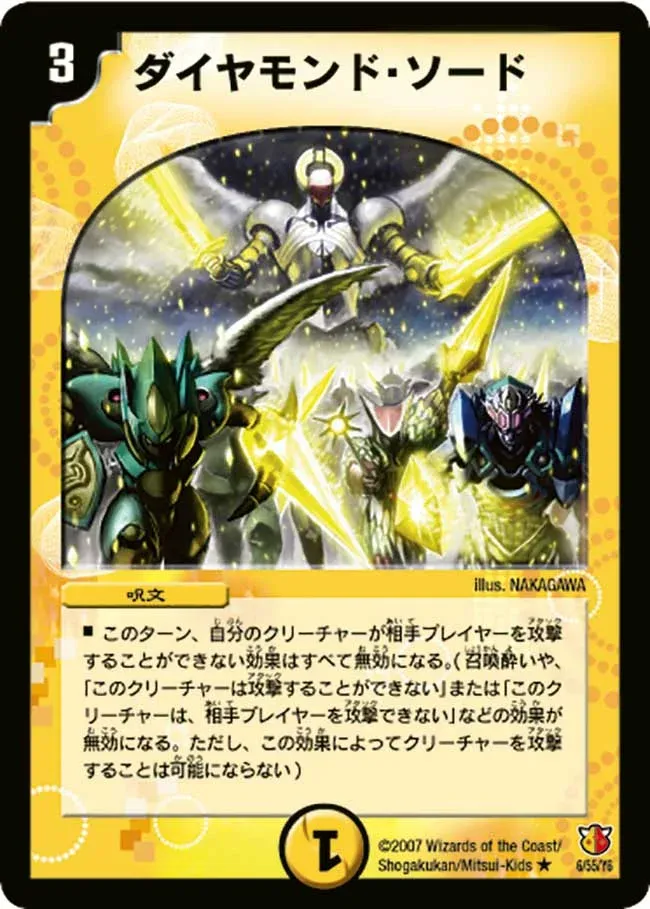 3
ダイヤモンド・ソード
illus. NAKAGAWA
呪文
■ このターン、自分のクリーチャーが相手プレイヤーを攻撃
することができない効果はすべて無効になる。(召喚酔いや、
「このクリーチャーは攻撃することができない」または「このク
リーチャーは、相手プレイヤーを攻撃できない」などの効果が
無効になる。ただし、この効果によってクリーチャーを攻撃
することは可能にならない)
1
©2007 Wizards of the Coast/
Shogakukan/Mitsui-Kids ★
6/55/Y6